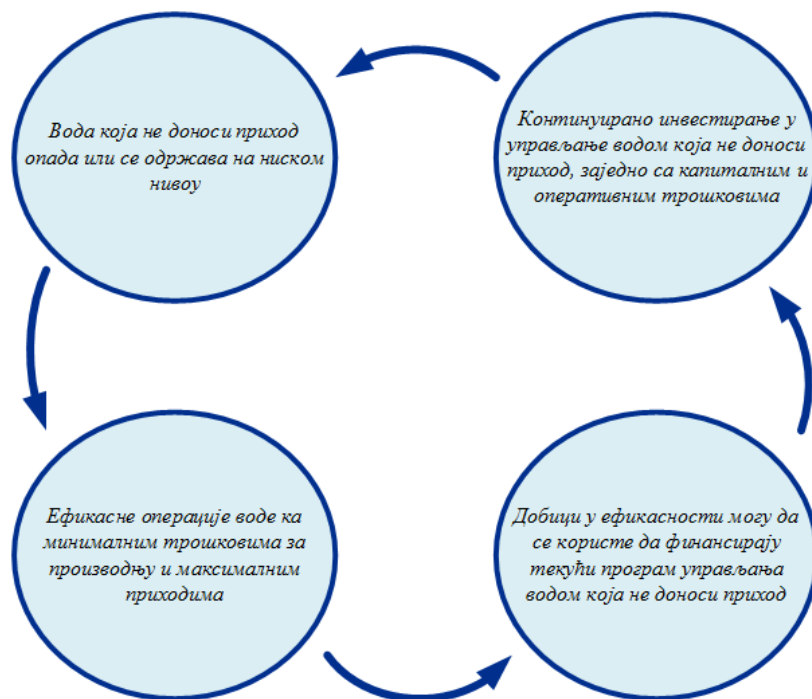 Вода која не доноси приход
опада или се одржава на ниском
нивоу
Континуирано инвестирање у
управљање водом која не доноси
приход, заједно са капиталним и
оперативним трошковима
Ефикасне операције воде ка
минималним трошковима за
производњу и максималним
приходима
Добици у ефикасности могу да
се користе да финансирају
текући програм управљања
водом која не доноси приход